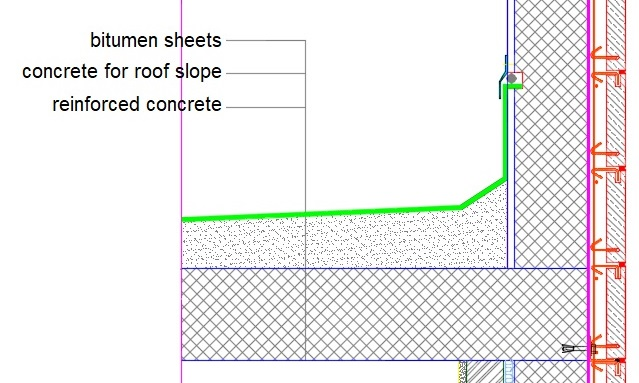 bitumen sheets
concrete for roof slope
reinforced concrete